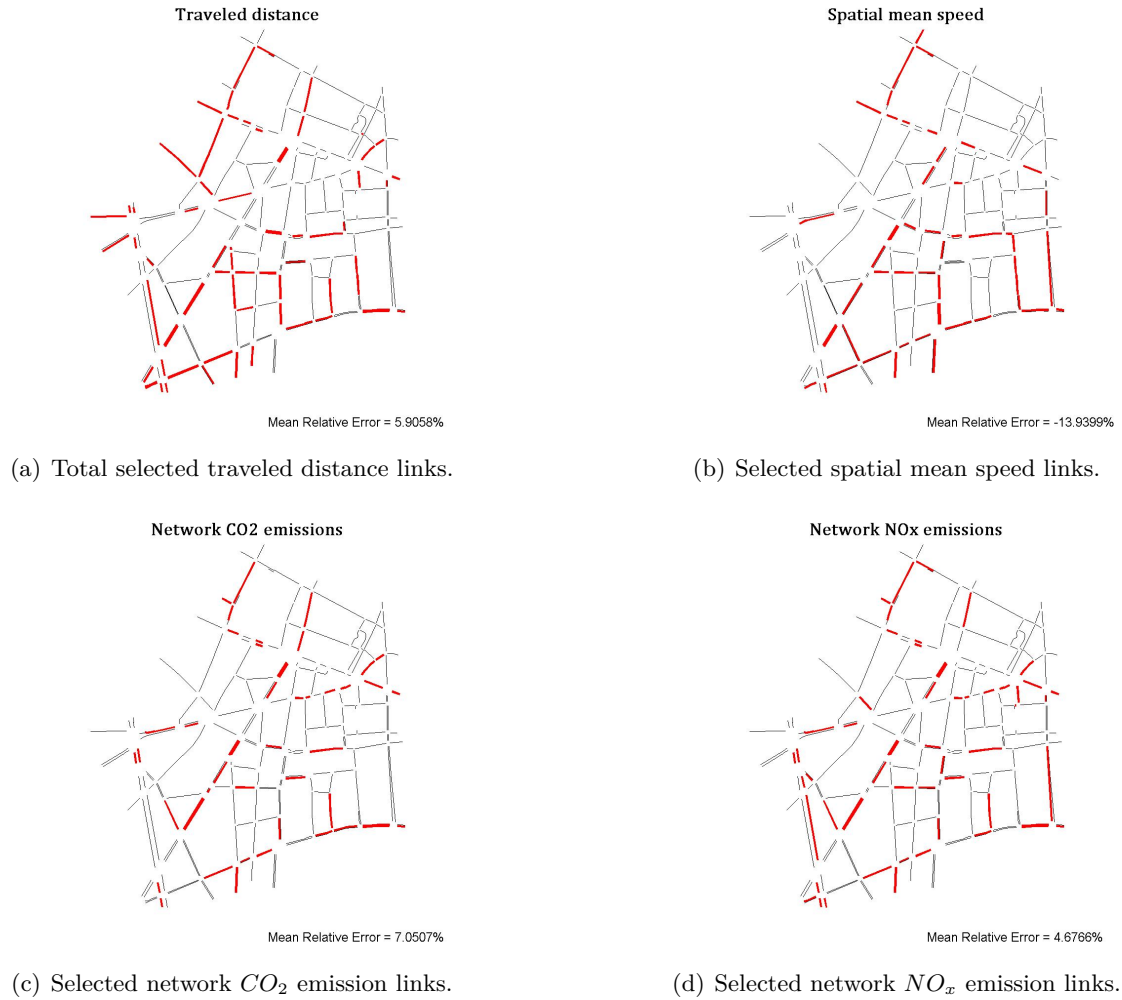 Traveled distance
Spatial mean speed
Mean Relative Error = 5.9058%
Mean Relative Error = -13.9399%
(a) Total selected traveled distance links.
(b) Selected spatial mean speed links.
Network CO2 emissions
Network NOx emissions
Mean Relative Error = 7.0507%
Mean Relative Error = 4.6766%
(c) Selected network CO₂ emission links.
(d) Selected network NOₓ emission links.